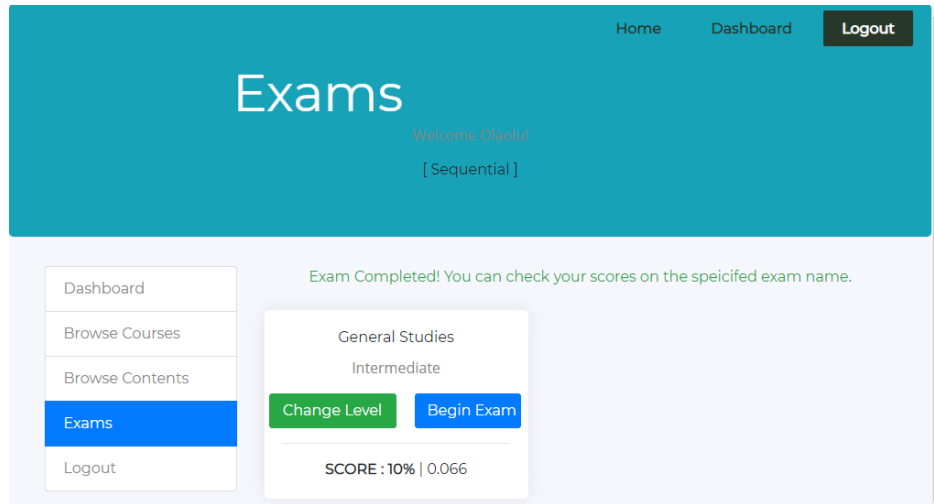 Home Dashboard Logout
Exams
Welcome Olaolu!
[ Sequential ]
Dashboard
Browse Courses
Browse Contents
Exams
Logout
Exam Completed! You can check your scores on the speicifed exam name.
General Studies
Intermediate
Change Level Begin Exam
SCORE : 10% | 0.066